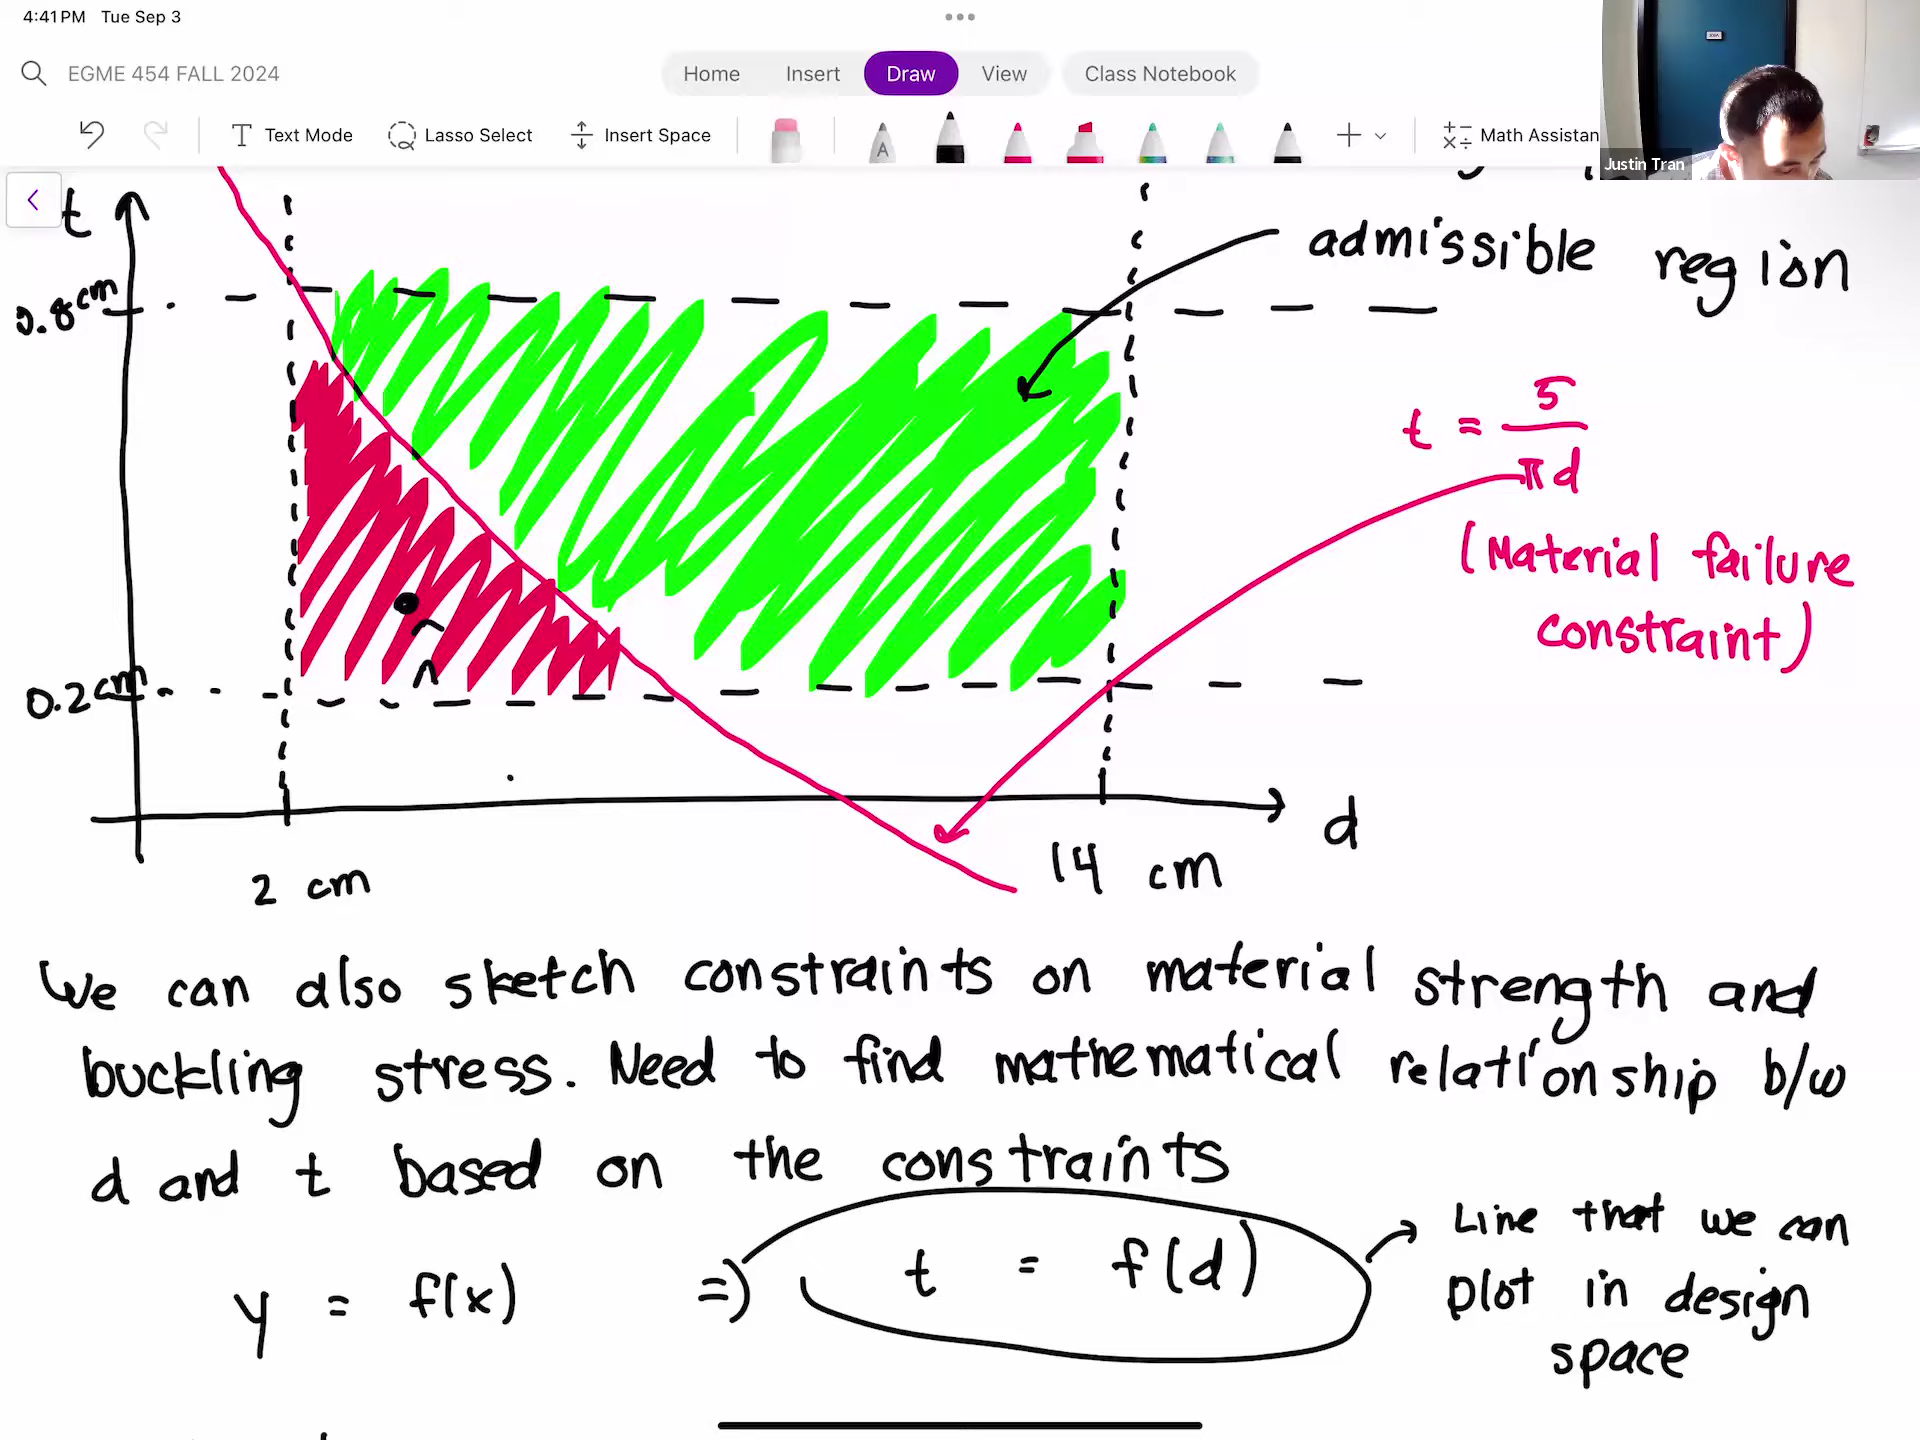 4:41 PM Tue Sep 3
EGME 454 FALL 2024
Home Insert Draw View Class Notebook
Text Mode Lasso Select Insert Space A Math Assistan
Justin Tran
t
admissible region
0.8cm
t = 5 / πd
(Material failure
constraint)
0.2cm
d
2 cm
14 cm
We can also sketch constraints on material strength and
buckling stress. Need to find mathematical relationship b/w
d and t based on the constraints
y = f(x) => t = f(d)
Line that we can
plot in design
space